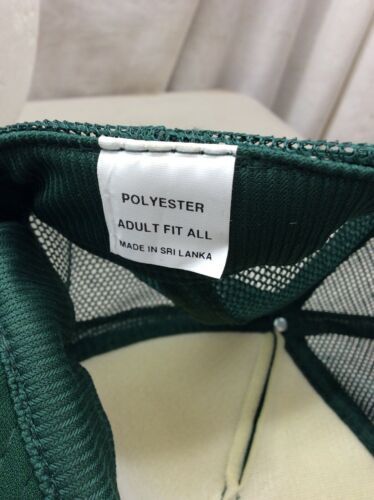 POLYESTER
ADULT FIT ALL
MADE IN SRI LANKA